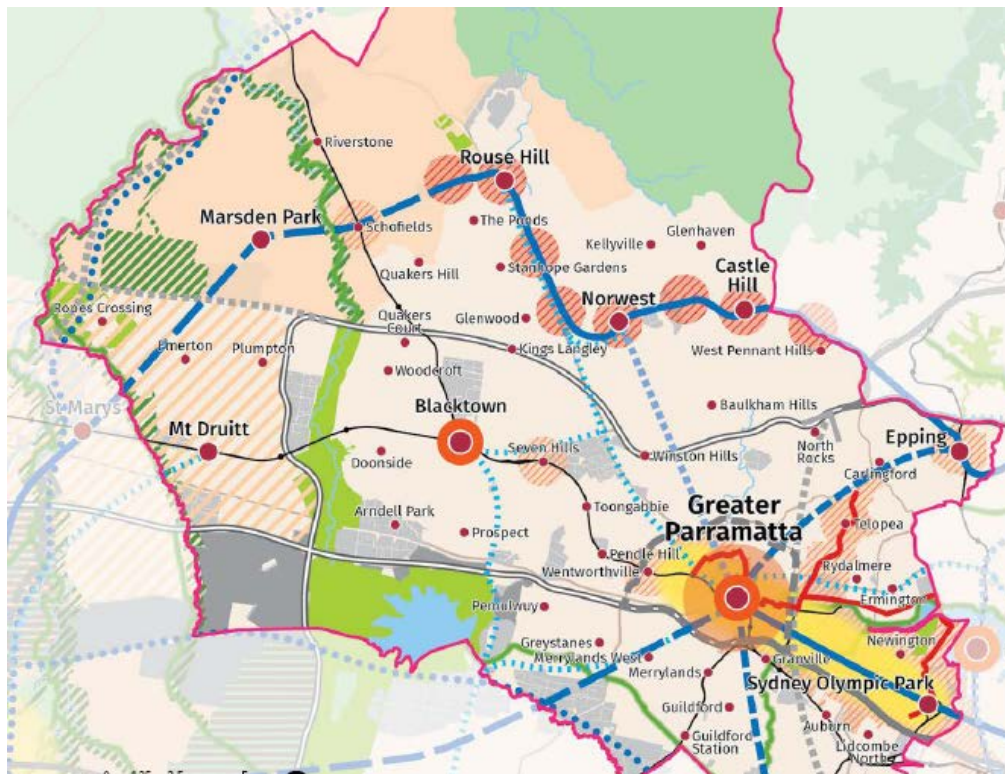 Riverstone
Rouse Hill
Marsden Park
Schofields
The Ponds
Kellyville
Glenhaven
Quakers Hill
Stanhope Gardens
Castle
Hill
Norwest
Ropes Crossing
Quakers
Court
Glenwood
Emerton
Plumpton
Kings Langley
West Pennant Hills
Woodcroft
St Marys
Blacktown
Baulkham Hills
Mt Druitt
Doonside
Seven Hills
Winston Hills
North
Rocks
Epping
Carlingford
Arndell Park
Prospect
Toongabbie
Greater
Parramatta
Telopea
Pendle Hill
Wentworthville
Rydalmere
Ermington
Pemulwuy
Greystanes
Merrylands West
Merrylands
Granville
Newington
Sydney Olympic Park
Guildford
Auburn
Guildford
Station
Lidcombe
North